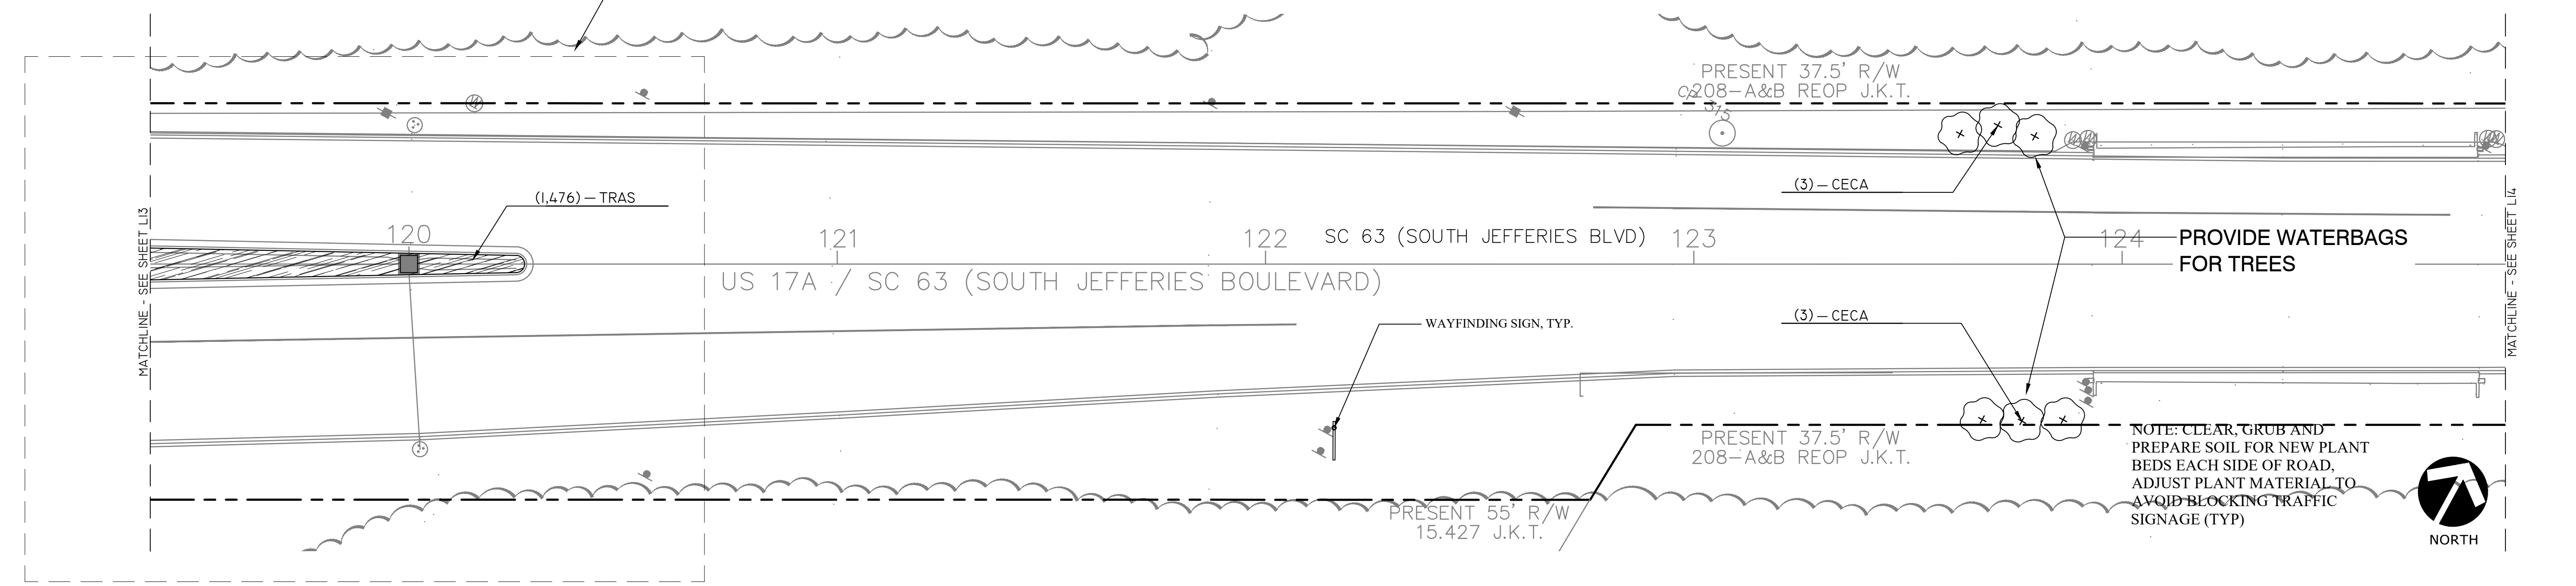 PRESENT 37.5' R/W
208-A&B REOP J.K.T.
(3)-CECA
(1,476)-TRAS
MATCHLINE - SEE SHEET L13
MATCHLINE - SEE SHEET L14
120
121
122
SC 63 (SOUTH JEFFERIES BLVD)
123
124
PROVIDE WATERBAGS
FOR TREES
US 17A / SC 63 (SOUTH JEFFERIES BOULEVARD)
WAYFINDING SIGN, TYP.
(3)-CECA
PRESENT 37.5' R/W
208-A&B REOP J.K.T.
NOTE: CLEAR, GRUB AND
PREPARE SOIL FOR NEW PLANT
BEDS EACH SIDE OF ROAD,
ADJUST PLANT MATERIAL TO
AVOID BLOCKING TRAFFIC
SIGNAGE (TYP)
PRESENT 55' R/W
15.427 J.K.T.
NORTH